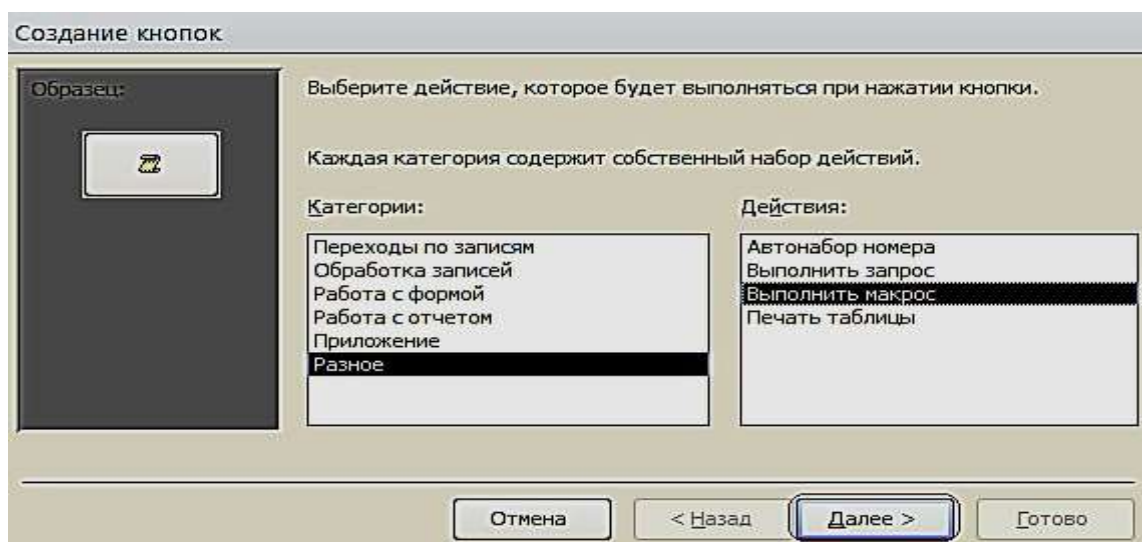 Создание кнопок
Образец:
Выберите действие, которое будет выполняться при нажатии кнопки.
Каждая категория содержит собственный набор действий.
Категории:
Переходы по записям
Обработка записей
Работа с формой
Работа с отчетом
Приложение
Разное
Действия:
Автонабор номера
Выполнить запрос
Выполнить макрос
Печать таблицы
Отмена
< Назад
Далее >
Готово